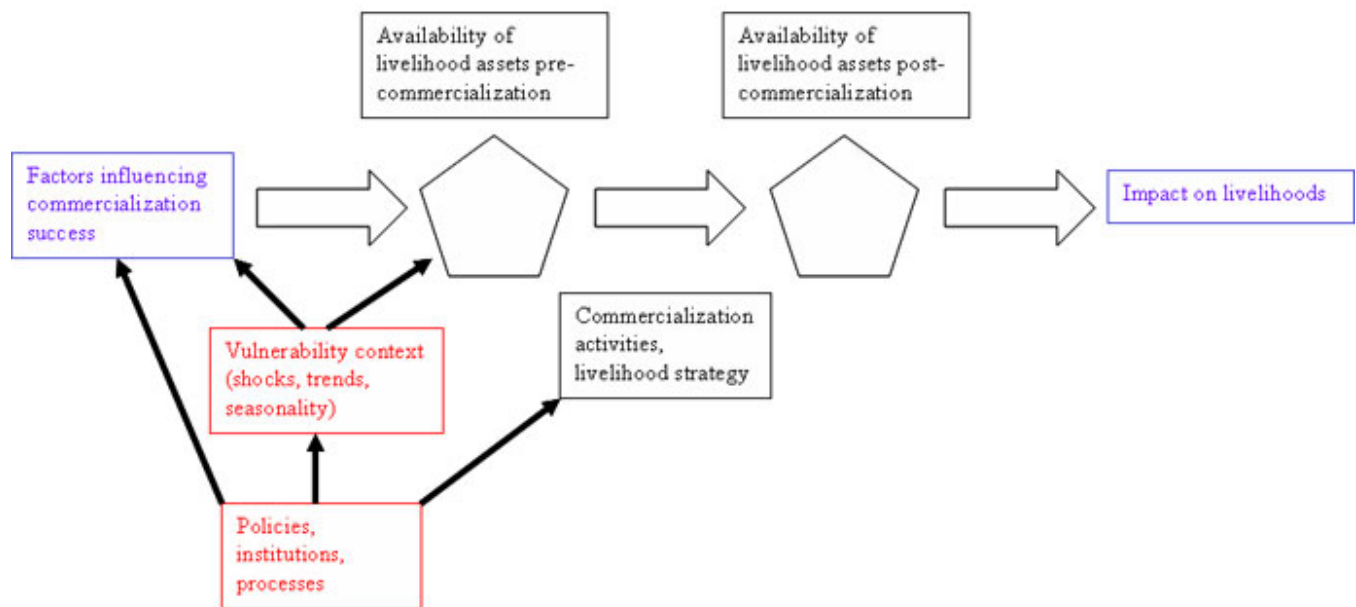 Availability of
livelihood assets pre-
commercialization
Availability of
livelihood assets post-
commercialization
Factors influencing
commercialization
success
Impact on livelihoods
Commercialization
activities,
livelihood strategy
Vulnerability context
(shocks, trends,
seasonality)
Policies,
institutions,
processes